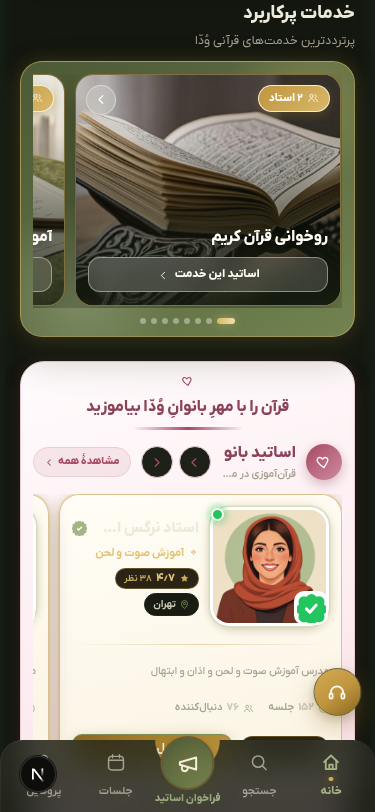 خدمات پرکاربرد
پرترددترین خدمت‌های قرآنی وُدّا
۲ استاد
روخوانی قرآن کریم
آمو
اساتید این خدمت
قرآن را با مهرِ بانوانِ وُدّا بیاموزید
اساتید بانو
قرآن‌آموزی در م...
مشاهدهٔ همه
استاد نرگس ا...
آموزش صوت و لحن
۴٫۷ ۳۸ نظر
تهران
مدرس آموزش صوت و لحن و اذان و ابتهال
۱۵۲ جلسه
۷۶ دنبال‌کننده
خانه
جستجو
فراخوان اساتید
جلسات
N